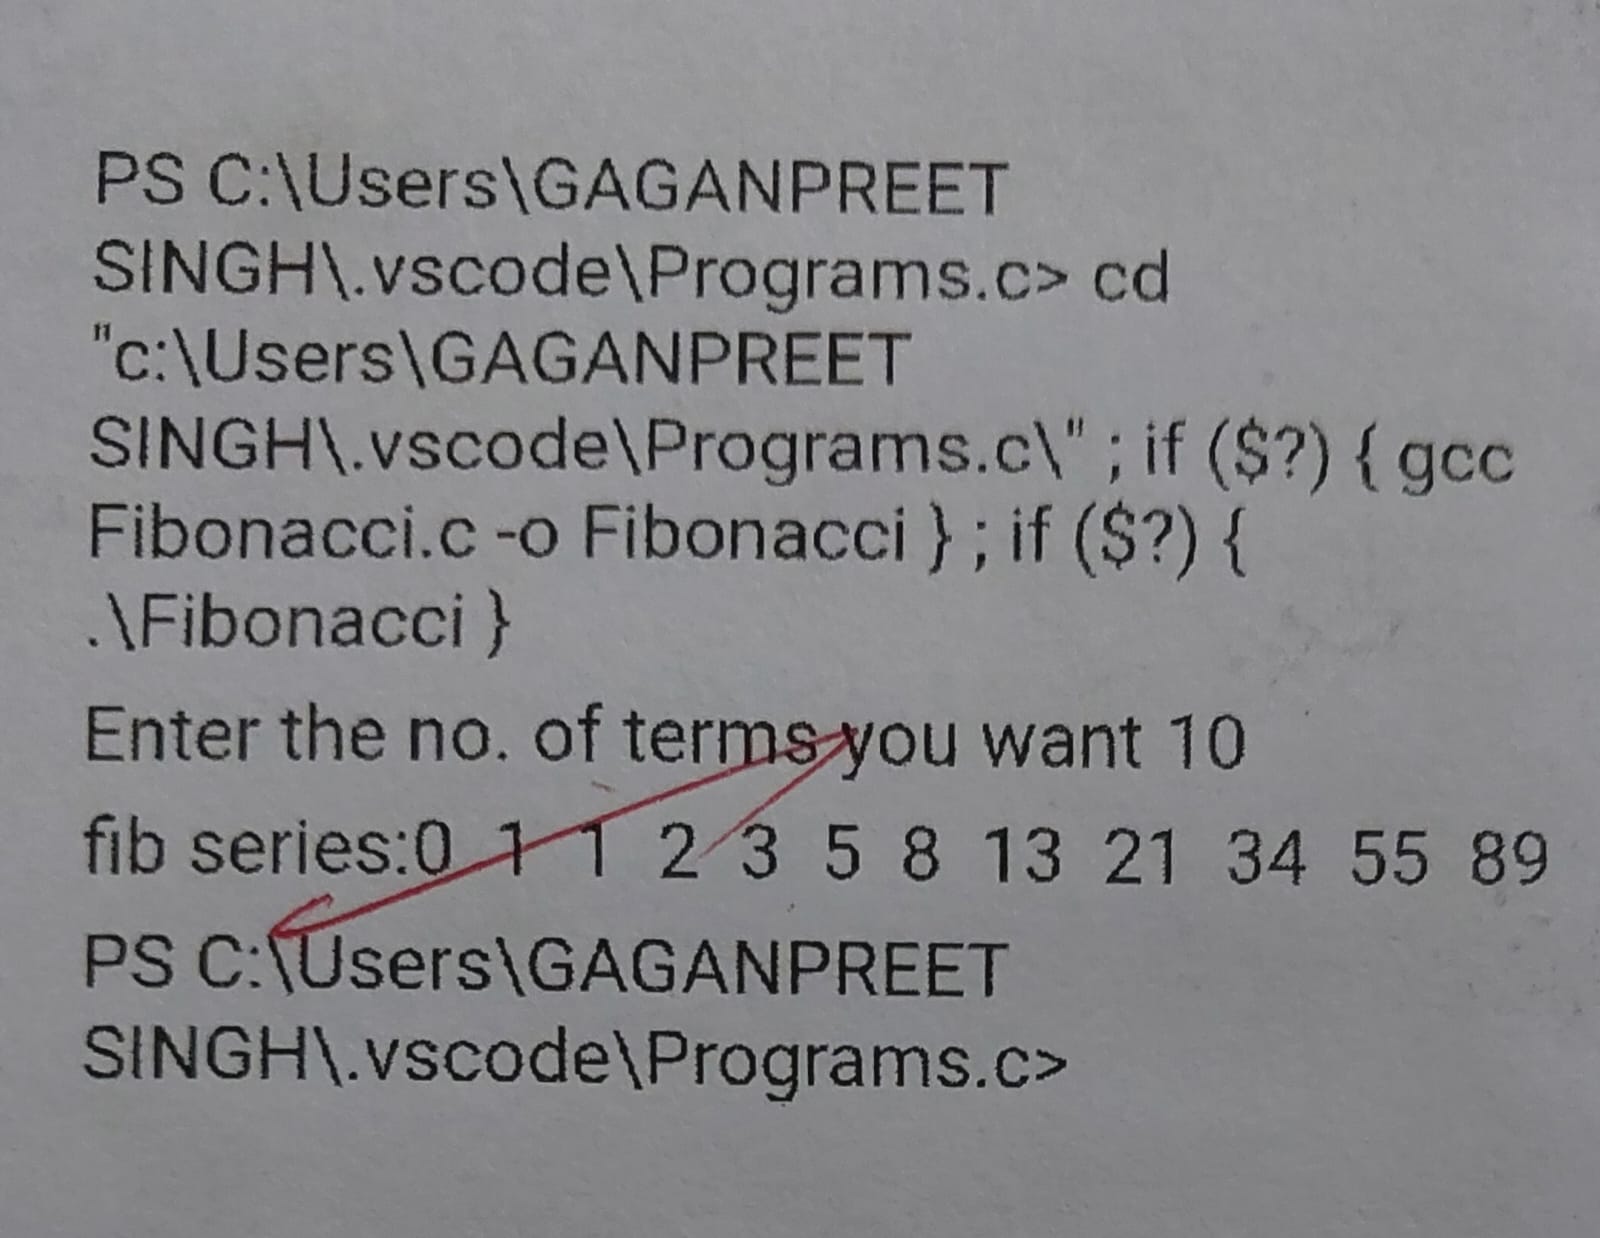 PS C:\Users\GAGANPREET
SINGH\.vscode\Programs.c> cd
"c:\Users\GAGANPREET
SINGH\.vscode\Programs.c\" ; if ($?) { gcc
Fibonacci.c -o Fibonacci } ; if ($?) {
.\Fibonacci }
Enter the no. of terms you want 10
fib series:0 1 1 2 3 5 8 13 21 34 55 89
PS C:\Users\GAGANPREET
SINGH\.vscode\Programs.c>